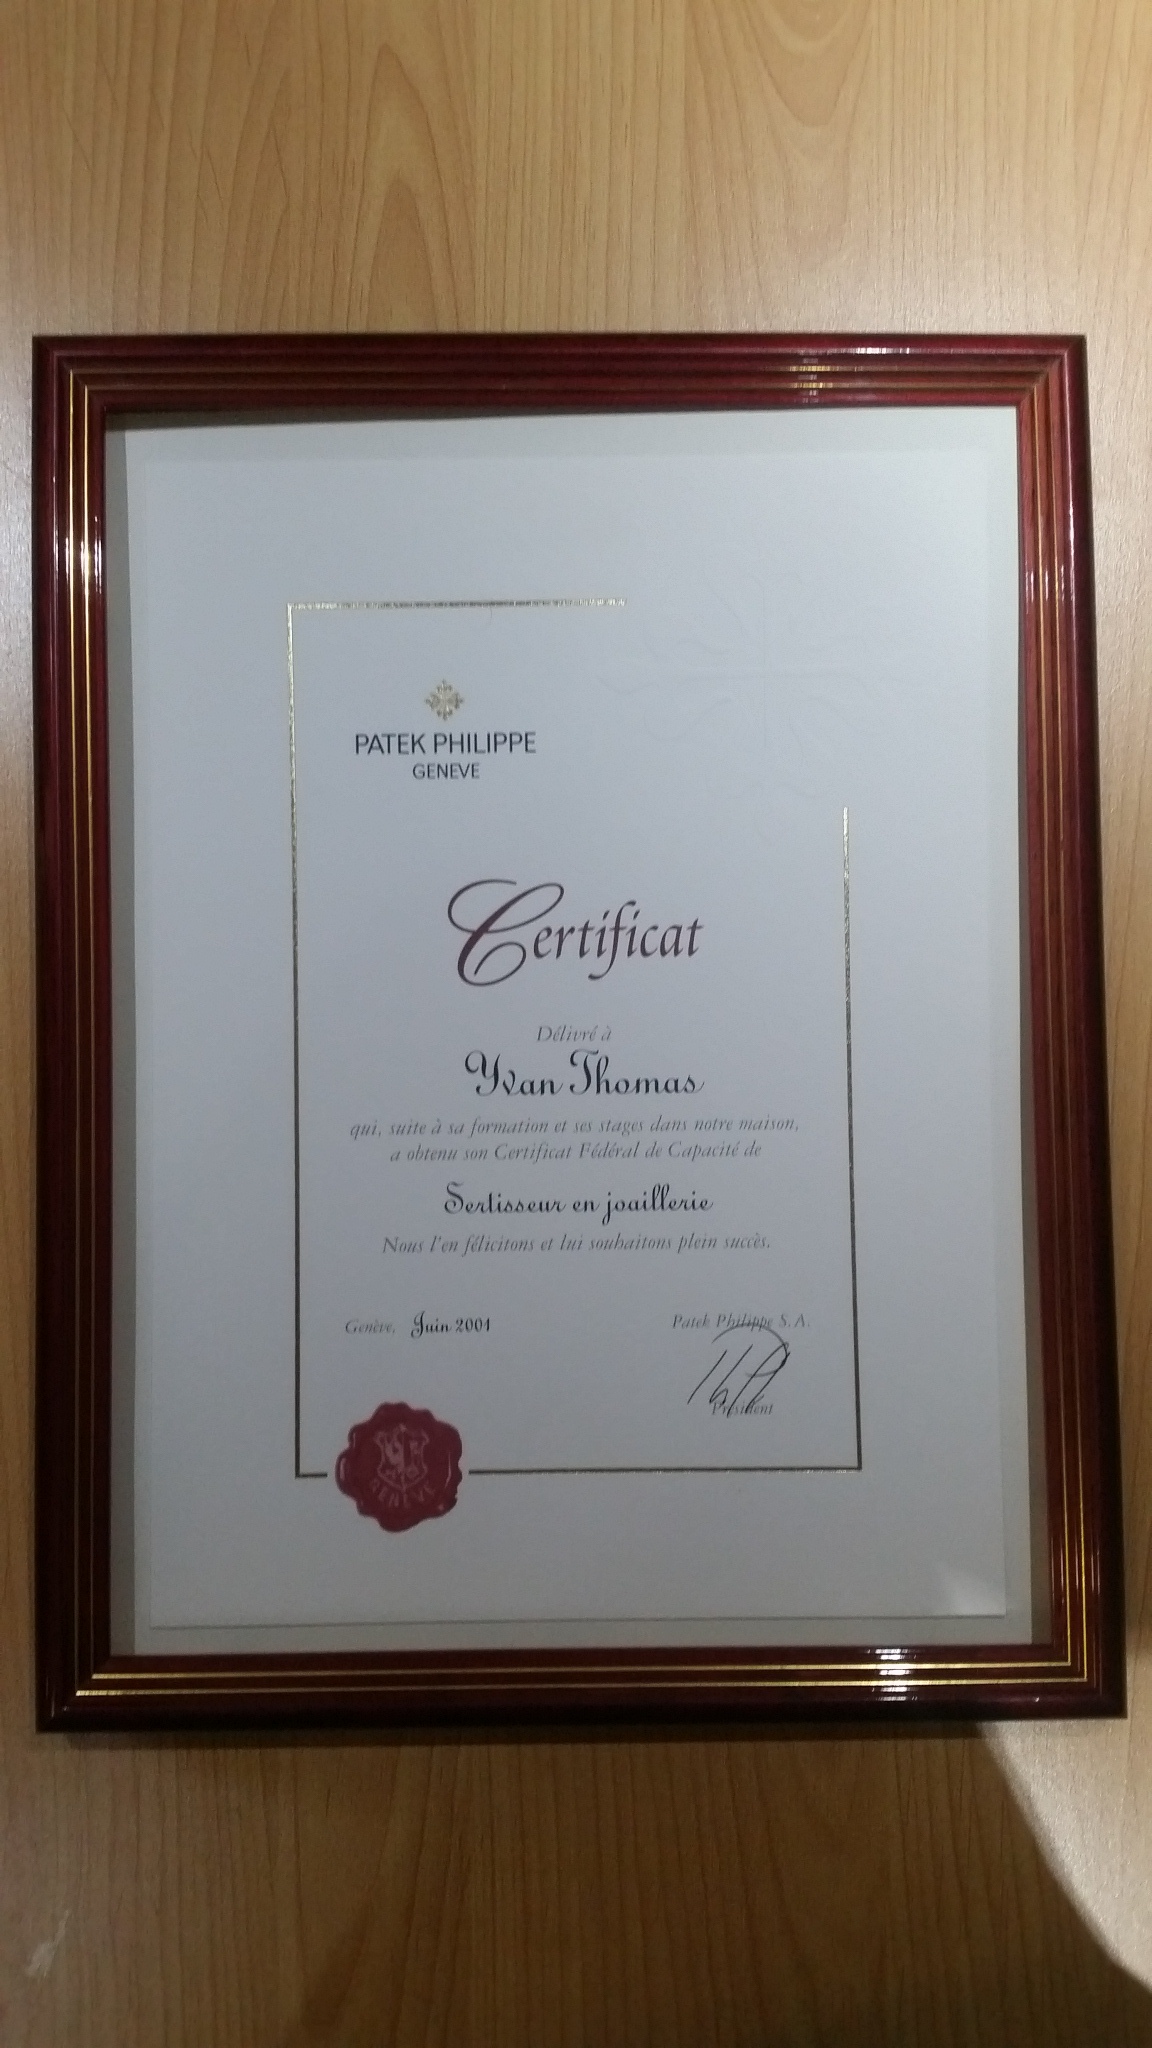 PATEK PHILIPPE
GENEVE
Certificat
Délivré à
Yvan Thomas
qui, suite à sa formation et ses stages dans notre maison,
a obtenu son Certificat Fédéral de Capacité de
Sertisseur en joaillerie
Nous l'en félicitons et lui souhaitons plein succès.
Genève, Juin 2001
Patek Philippe S.A.
Président
GENEVE